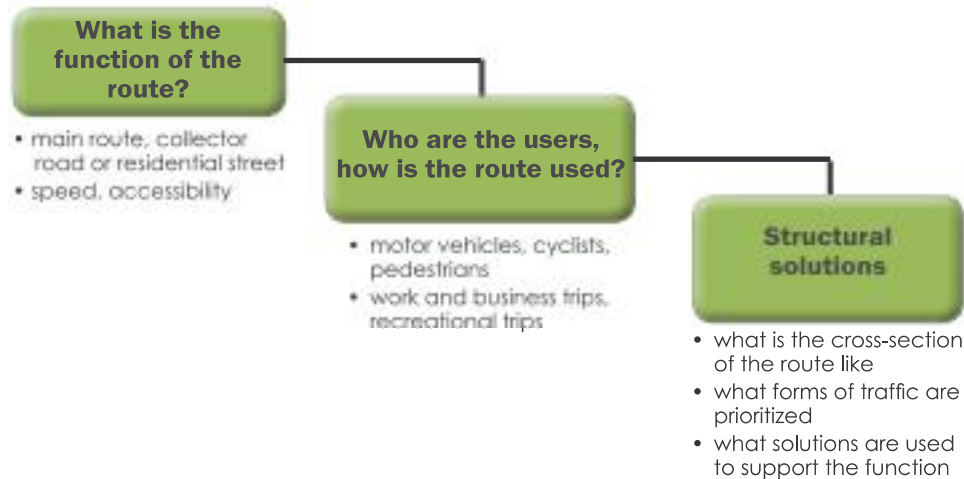 What is the
function of the
route?
• main route, collector
road or residential street
• speed, accessibility
Who are the users,
how is the route used?
• motor vehicles, cyclists,
pedestrians
• work and business trips,
recreational trips
Structural
solutions
• what is the cross-section
of the route like
• what forms of traffic are
prioritized
• what solutions are used
to support the function